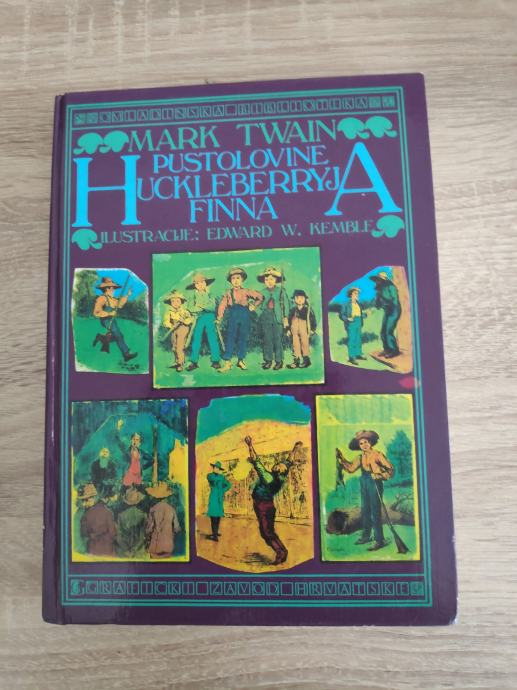 OMLADINSKA BIBLIOTEKA
MARK TWAIN
PUSTOLOVINE
HUCKLEBERRYJA
FINNA
ILUSTRACIJE: EDWARD W. KEMBLE
GRAFIČKI ZAVOD HRVATSKE